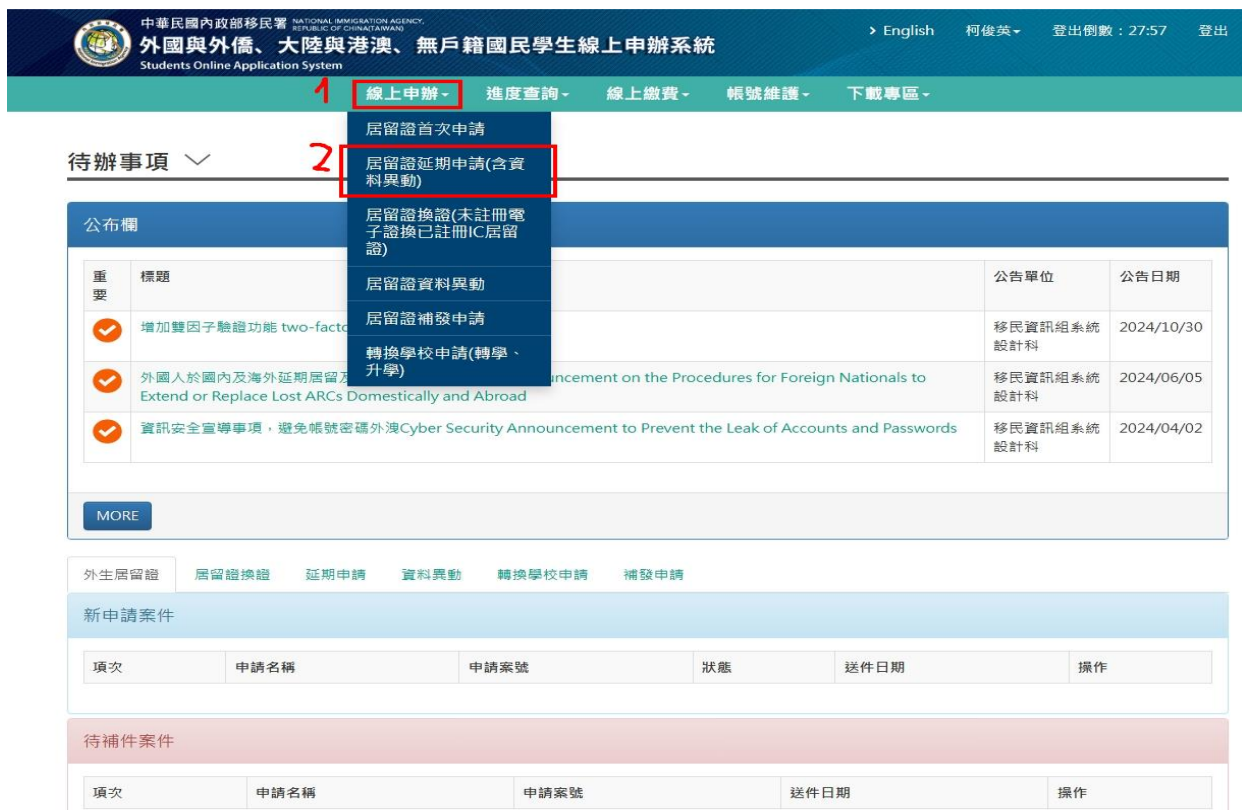 中華民國內政部移民署 NATIONAL IMMIGRATION AGENCY, REPUBLIC OF CHINA(TAIWAN)
外國與外僑、大陸與港澳、無戶籍國民學生線上申辦系統
Students Online Application System
> English 柯俊英 登出倒數:27:57 登出
1 線上申辦 進度查詢 線上繳費 帳號維護 下載專區
居留證首次申請
2 居留證延期申請(含資
料異動)
居留證換證(未註冊電
子證換已註冊IC居留
證)
居留證資料異動
居留證補發申請
轉換學校申請(轉學、
升學)
待辦事項
公布欄
重要 標題 公告單位 公告日期
增加雙因子驗證功能 two-facto 移民資訊組系統設計科 2024/10/30
外國人於國內及海外延期居留及 ncement on the Procedures for Foreign Nationals to
Extend or Replace Lost ARCs Domestically and Abroad 移民資訊組系統設計科 2024/06/05
資訊安全宣導事項,避免帳號密碼外洩Cyber Security Announcement to Prevent the Leak of Accounts and Passwords 移民資訊組系統設計科 2024/04/02
MORE
外生居留證 居留證換證 延期申請 資料異動 轉換學校申請 補發申請
新申請案件
項次 申請名稱 申請案號 狀態 送件日期 操作
待補件案件
項次 申請名稱 申請案號 送件日期 操作